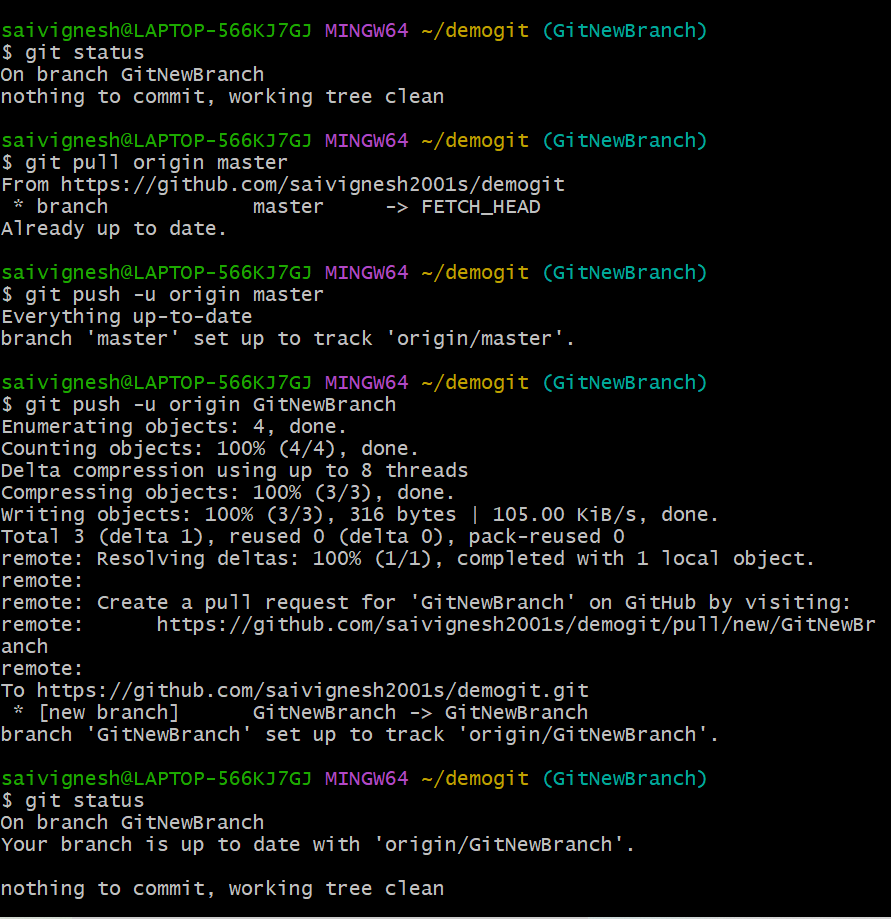 saivignesh@LAPTOP-566KJ7GJ MINGW64 ~/demogit (GitNewBranch)
$ git status
On branch GitNewBranch
nothing to commit, working tree clean
saivignesh@LAPTOP-566KJ7GJ MINGW64 ~/demogit (GitNewBranch)
$ git pull origin master
From https://github.com/saivignesh2001s/demogit
 * branch            master     -> FETCH_HEAD
Already up to date.
saivignesh@LAPTOP-566KJ7GJ MINGW64 ~/demogit (GitNewBranch)
$ git push -u origin master
Everything up-to-date
branch 'master' set up to track 'origin/master'.
saivignesh@LAPTOP-566KJ7GJ MINGW64 ~/demogit (GitNewBranch)
$ git push -u origin GitNewBranch
Enumerating objects: 4, done.
Counting objects: 100% (4/4), done.
Delta compression using up to 8 threads
Compressing objects: 100% (3/3), done.
Writing objects: 100% (3/3), 316 bytes | 105.00 KiB/s, done.
Total 3 (delta 1), reused 0 (delta 0), pack-reused 0
remote: Resolving deltas: 100% (1/1), completed with 1 local object.
remote:
remote: Create a pull request for 'GitNewBranch' on GitHub by visiting:
remote:      https://github.com/saivignesh2001s/demogit/pull/new/GitNewBr
anch
remote:
To https://github.com/saivignesh2001s/demogit.git
 * [new branch]      GitNewBranch -> GitNewBranch
branch 'GitNewBranch' set up to track 'origin/GitNewBranch'.
saivignesh@LAPTOP-566KJ7GJ MINGW64 ~/demogit (GitNewBranch)
$ git status
On branch GitNewBranch
Your branch is up to date with 'origin/GitNewBranch'.
nothing to commit, working tree clean